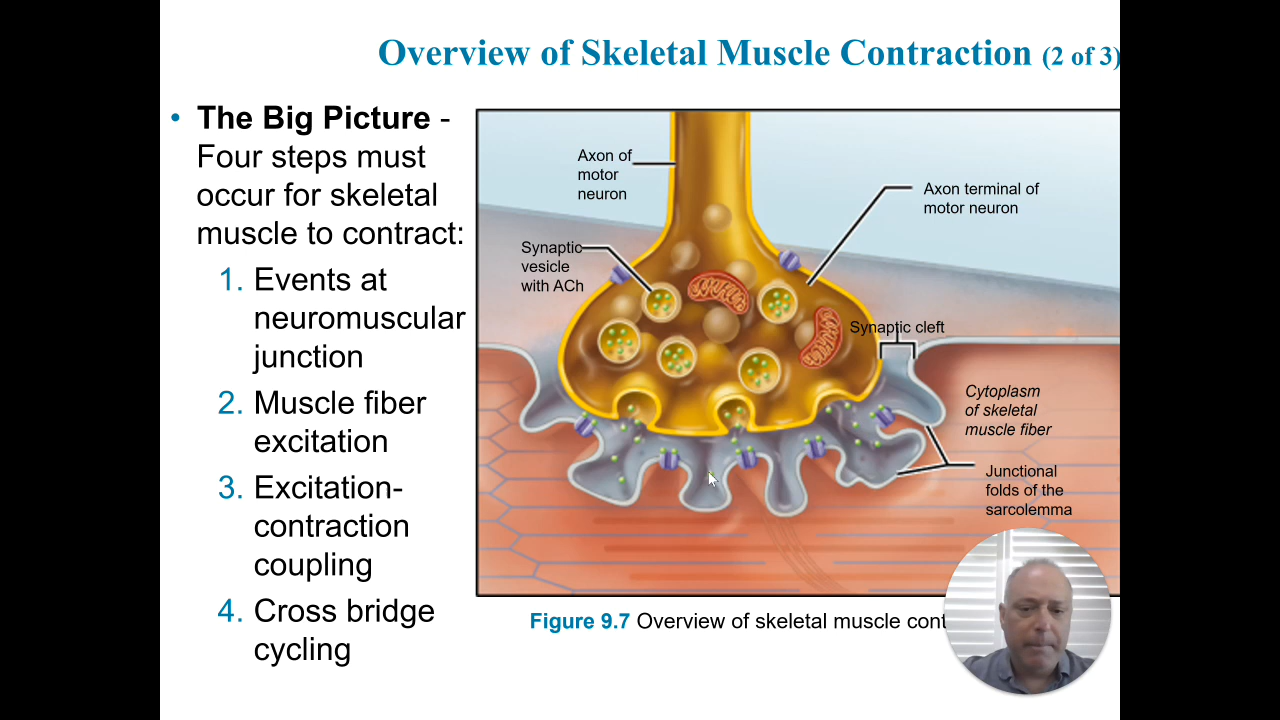 Overview of Skeletal Muscle Contraction (2 of 3)
• The Big Picture -
Four steps must
occur for skeletal
muscle to contract:
1. Events at
neuromuscular
junction
2. Muscle fiber
excitation
3. Excitation-
contraction
coupling
4. Cross bridge
cycling
Axon of
motor
neuron
Axon terminal of
motor neuron
Synaptic
vesicle
with ACh
Synaptic cleft
Cytoplasm
of skeletal
muscle fiber
Junctional
folds of the
sarcolemma
Figure 9.7 Overview of skeletal muscle cont